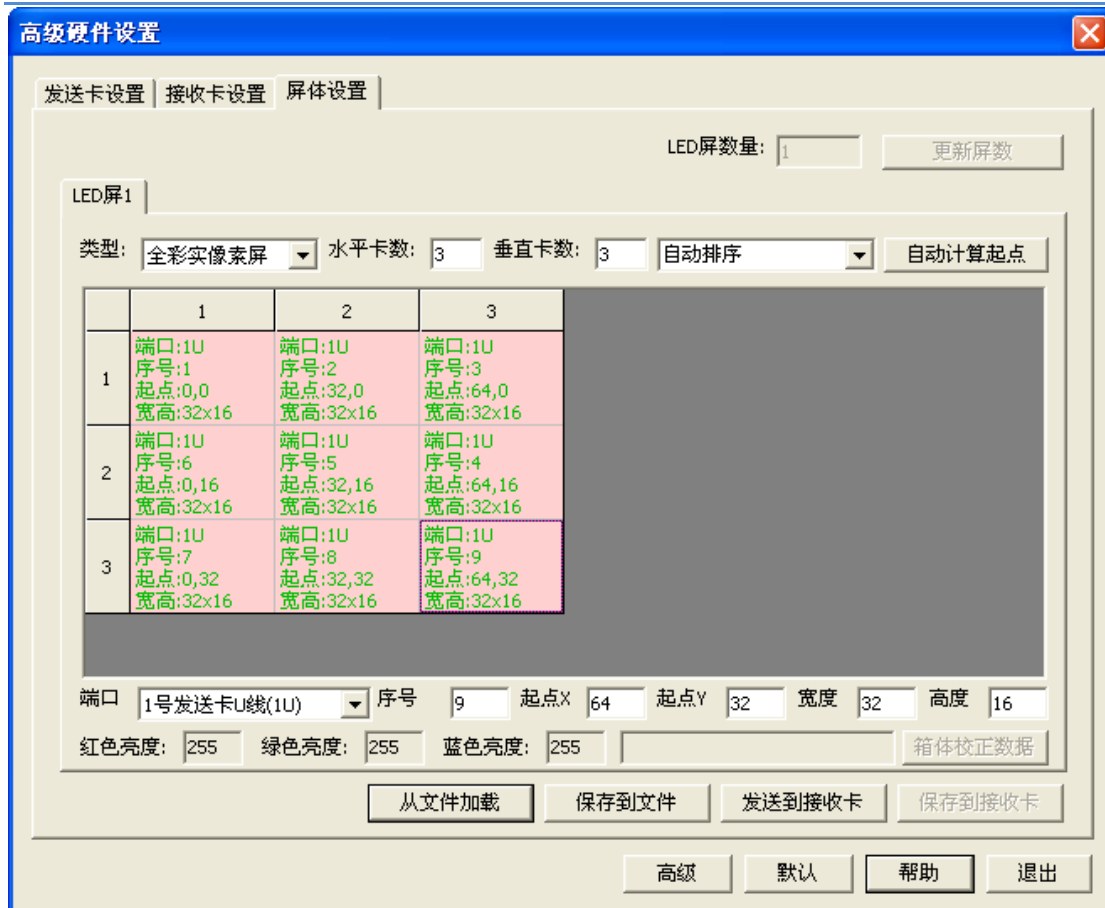 高级硬件设置
发送卡设置 接收卡设置 屏体设置
LED屏数量: 1 更新屏数
LED屏1
类型: 全彩实像素屏 水平卡数: 3 垂直卡数: 3 自动排序 自动计算起点
1 2 3
端口:1U 端口:1U 端口:1U
序号:1 序号:2 序号:3
1
起点:0,0 起点:32,0 起点:64,0
宽高:32x16 宽高:32x16 宽高:32x16
端口:1U 端口:1U 端口:1U
序号:6 序号:5 序号:4
2
起点:0,16 起点:32,16 起点:64,16
宽高:32x16 宽高:32x16 宽高:32x16
端口:1U 端口:1U 端口:1U
序号:7 序号:8 序号:9
3
起点:0,32 起点:32,32 起点:64,32
宽高:32x16 宽高:32x16 宽高:32x16
端口 1号发送卡U线(1U) 序号 9 起点X 64 起点Y 32 宽度 32 高度 16
红色亮度: 255 绿色亮度: 255 蓝色亮度: 255 箱体校正数据
从文件加载 保存到文件 发送到接收卡 保存到接收卡
高级 默认 帮助 退出